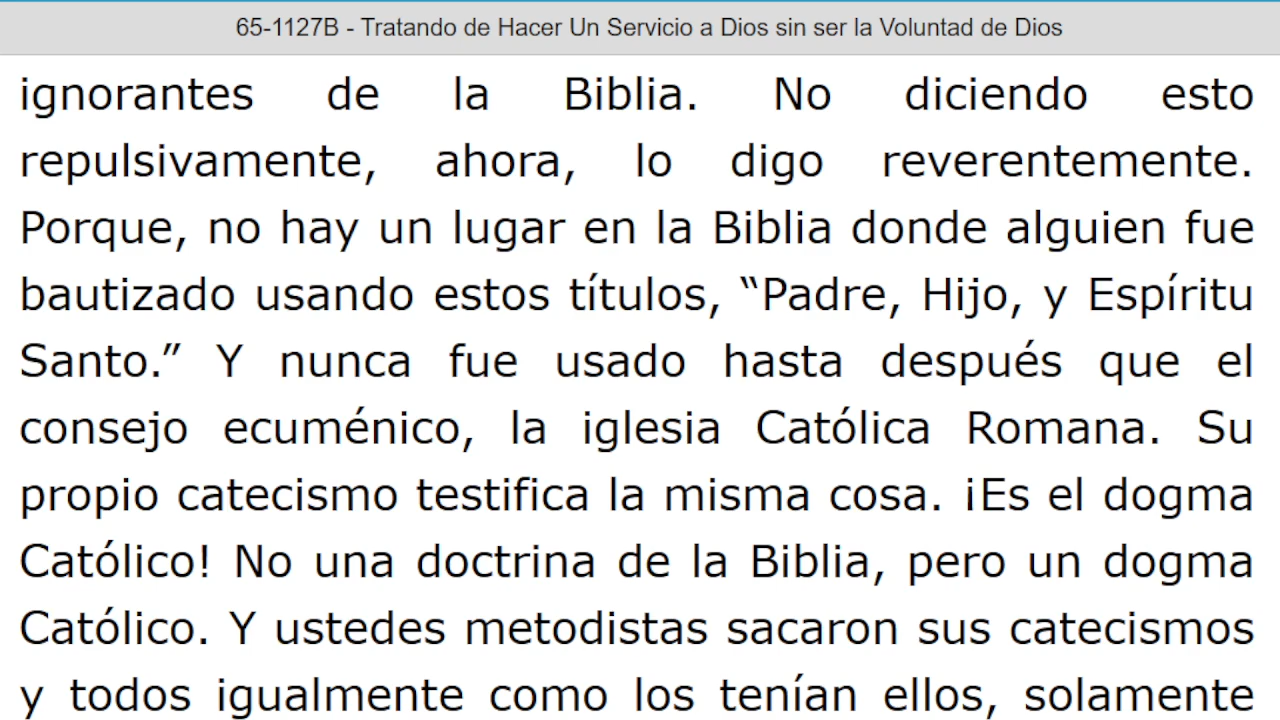 65-1127B - Tratando de Hacer Un Servicio a Dios sin ser la Voluntad de Dios
ignorantes de la Biblia. No diciendo esto
repulsivamente, ahora, lo digo reverentemente.
Porque, no hay un lugar en la Biblia donde alguien fue
bautizado usando estos títulos, “Padre, Hijo, y Espíritu
Santo.” Y nunca fue usado hasta después que el
consejo ecuménico, la iglesia Católica Romana. Su
propio catecismo testifica la misma cosa. ¡Es el dogma
Católico! No una doctrina de la Biblia, pero un dogma
Católico. Y ustedes metodistas sacaron sus catecismos
y todos igualmente como los tenían ellos, solamente